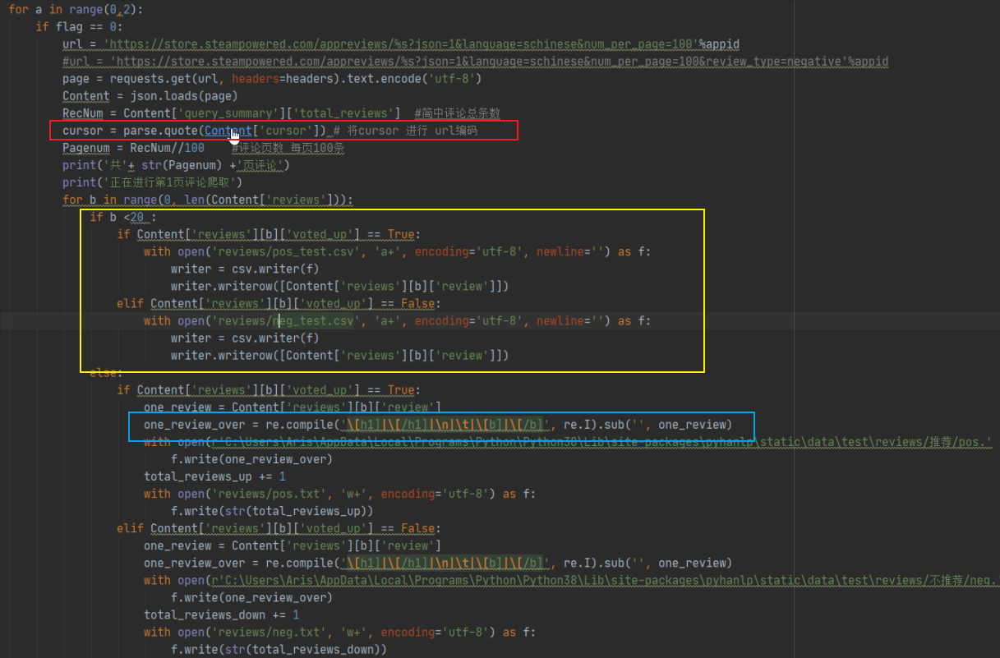 for a in range(0,2):
if flag == 0:
url = 'https://store.steampowered.com/appreviews/%s?json=1&language=schinese&num_per_page=100'%appid
#url = 'https://store.steampowered.com/appreviews/%s?json=1&language=schinese&num_per_page=100&review_type=negative'%appid
page = requests.get(url, headers=headers).text.encode('utf-8')
Content = json.loads(page)
RecNum = Content['query_summary']['total_reviews']  #简中评论总条数
cursor = parse.quote(Content['cursor']) # 将cursor 进行 url编码
Pagenum = RecNum//100   #评论页数 每页100条
print('共'+ str(Pagenum) +'页评论')
print('正在进行第1页评论爬取')
for b in range(0, len(Content['reviews'])):
if b <20 :
if Content['reviews'][b]['voted_up'] == True:
with open('reviews/pos_test.csv', 'a+', encoding='utf-8', newline='') as f:
writer = csv.writer(f)
writer.writerow([Content['reviews'][b]['review']])
elif Content['reviews'][b]['voted_up'] == False:
with open('reviews/neg_test.csv', 'a+', encoding='utf-8', newline='') as f:
writer = csv.writer(f)
writer.writerow([Content['reviews'][b]['review']])
else:
if Content['reviews'][b]['voted_up'] == True:
one_review = Content['reviews'][b]['review']
one_review_over = re.compile('\[h1]|\[/h1]|\n|\t|\[b]|\[/b]', re.I).sub('', one_review)
with open(r'C:\Users\Aris\AppData\Local\Programs\Python\Python38\Lib\site-packages\pyhanlp\static\data\test\reviews/推荐/pos.'
f.write(one_review_over)
total_reviews_up += 1
with open('reviews/pos.txt', 'w+', encoding='utf-8') as f:
f.write(str(total_reviews_up))
elif Content['reviews'][b]['voted_up'] == False:
one_review = Content['reviews'][b]['review']
one_review_over = re.compile('\[h1]|\[/h1]|\n|\t|\[b]|\[/b]', re.I).sub('', one_review)
with open(r'C:\Users\Aris\AppData\Local\Programs\Python\Python38\Lib\site-packages\pyhanlp\static\data\test\reviews/不推荐/neg.
f.write(one_review_over)
total_reviews_down += 1
with open('reviews/neg.txt', 'w+', encoding='utf-8') as f:
f.write(str(total_reviews_down))